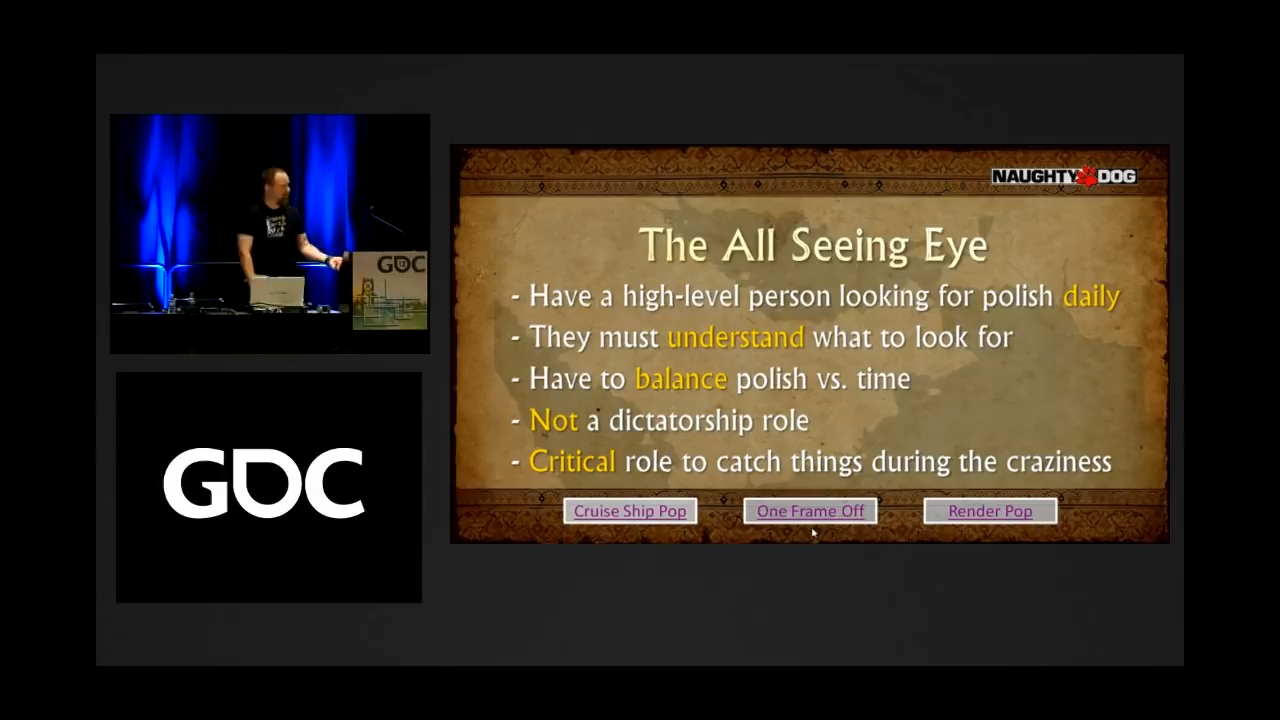 NAUGHTY DOG
The All Seeing Eye
- Have a high-level person looking for polish daily
- They must understand what to look for
- Have to balance polish vs. time
- Not a dictatorship role
- Critical role to catch things during the craziness
Cruise Ship Pop
One Frame Off
Render Pop
GDC
GDC